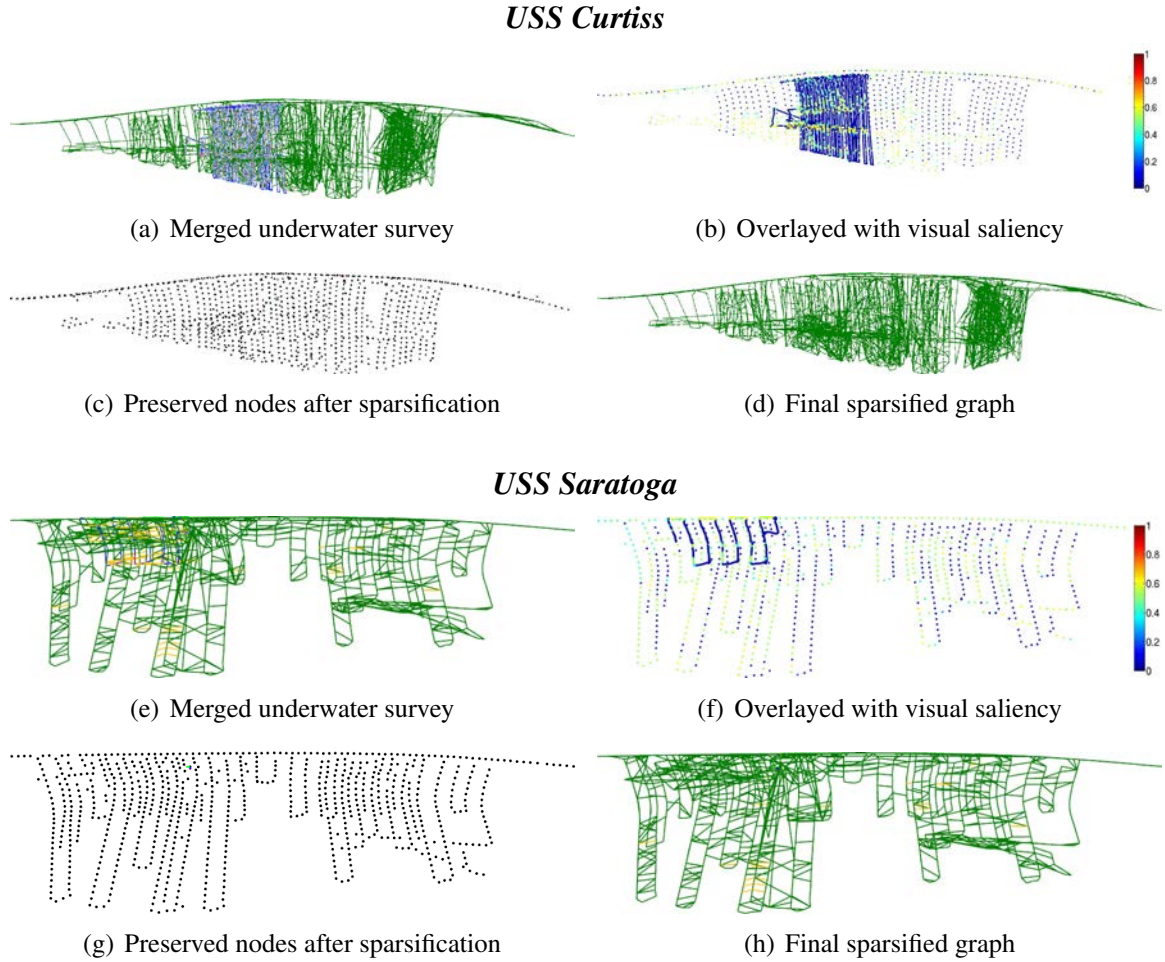 USS Curtiss
1
0.8
0.6
0.4
0.2
0
(a) Merged underwater survey
(b) Overlayed with visual saliency
(c) Preserved nodes after sparsification
(d) Final sparsified graph
USS Saratoga
1
0.8
0.6
0.4
0.2
0
(e) Merged underwater survey
(f) Overlayed with visual saliency
(g) Preserved nodes after sparsification
(h) Final sparsified graph